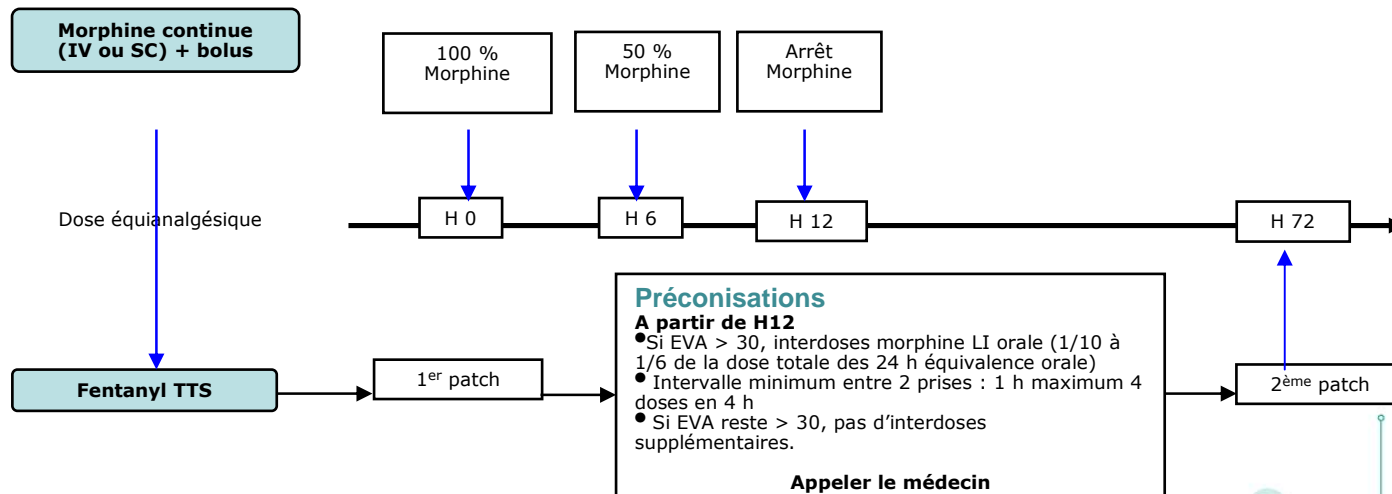 Morphine continue
(IV ou SC) + bolus
100 %
Morphine
50 %
Morphine
Arrêt
Morphine
Dose équianalgésique
H 0
H 6
H 12
H 72
Fentanyl TTS
1er patch
Préconisations
A partir de H12
●Si EVA > 30, interdoses morphine LI orale (1/10 à
1/6 de la dose totale des 24 h équivalence orale)
● Intervalle minimum entre 2 prises : 1 h maximum 4
doses en 4 h
● Si EVA reste > 30, pas d’interdoses
supplémentaires.
Appeler le médecin
2ème patch